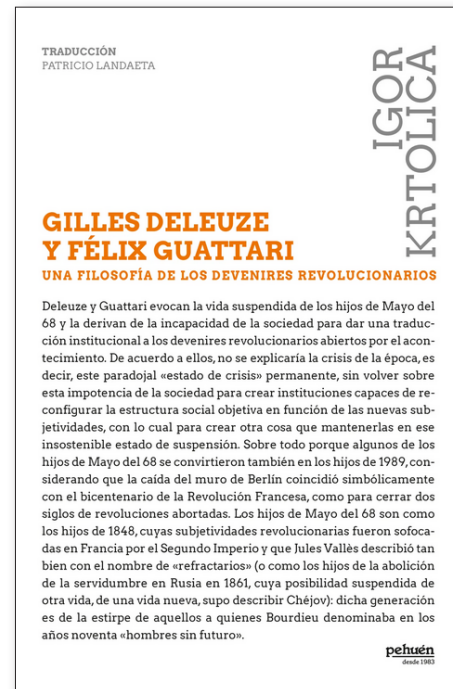 TRADUCCIÓN
PATRICIO LANDAETA
IGOR
KRTOLICA
GILLES DELEUZE
Y FÉLIX GUATTARI
UNA FILOSOFÍA DE LOS DEVENIRES REVOLUCIONARIOS
Deleuze y Guattari evocan la vida suspendida de los hijos de Mayo del
68 y la derivan de la incapacidad de la sociedad para dar una traduc-
ción institucional a los devenires revolucionarios abiertos por el acon-
tecimiento. De acuerdo a ellos, no se explicaría la crisis de la época, es
decir, este paradojal «estado de crisis» permanente, sin volver sobre
esta impotencia de la sociedad para crear instituciones capaces de re-
configurar la estructura social objetiva en función de las nuevas sub-
jetividades, con lo cual para crear otra cosa que mantenerlas en ese
insostenible estado de suspensión. Sobre todo porque algunos de los
hijos de Mayo del 68 se convirtieron también en los hijos de 1989, con-
siderando que la caída del muro de Berlín coincidió simbólicamente
con el bicentenario de la Revolución Francesa, como para cerrar dos
siglos de revoluciones abortadas. Los hijos de Mayo del 68 son como
los hijos de 1848, cuyas subjetividades revolucionarias fueron sofoca-
das en Francia por el Segundo Imperio y que Jules Vallès describió tan
bien con el nombre de «refractarios» (o como los hijos de la abolición
de la servidumbre en Rusia en 1861, cuya posibilidad suspendida de
otra vida, de una vida nueva, supo describir Chéjov): dicha generación
es de la estirpe de aquellos a quienes Bourdieu denominaba en los
años noventa «hombres sin futuro».
pehuén
desde 1983